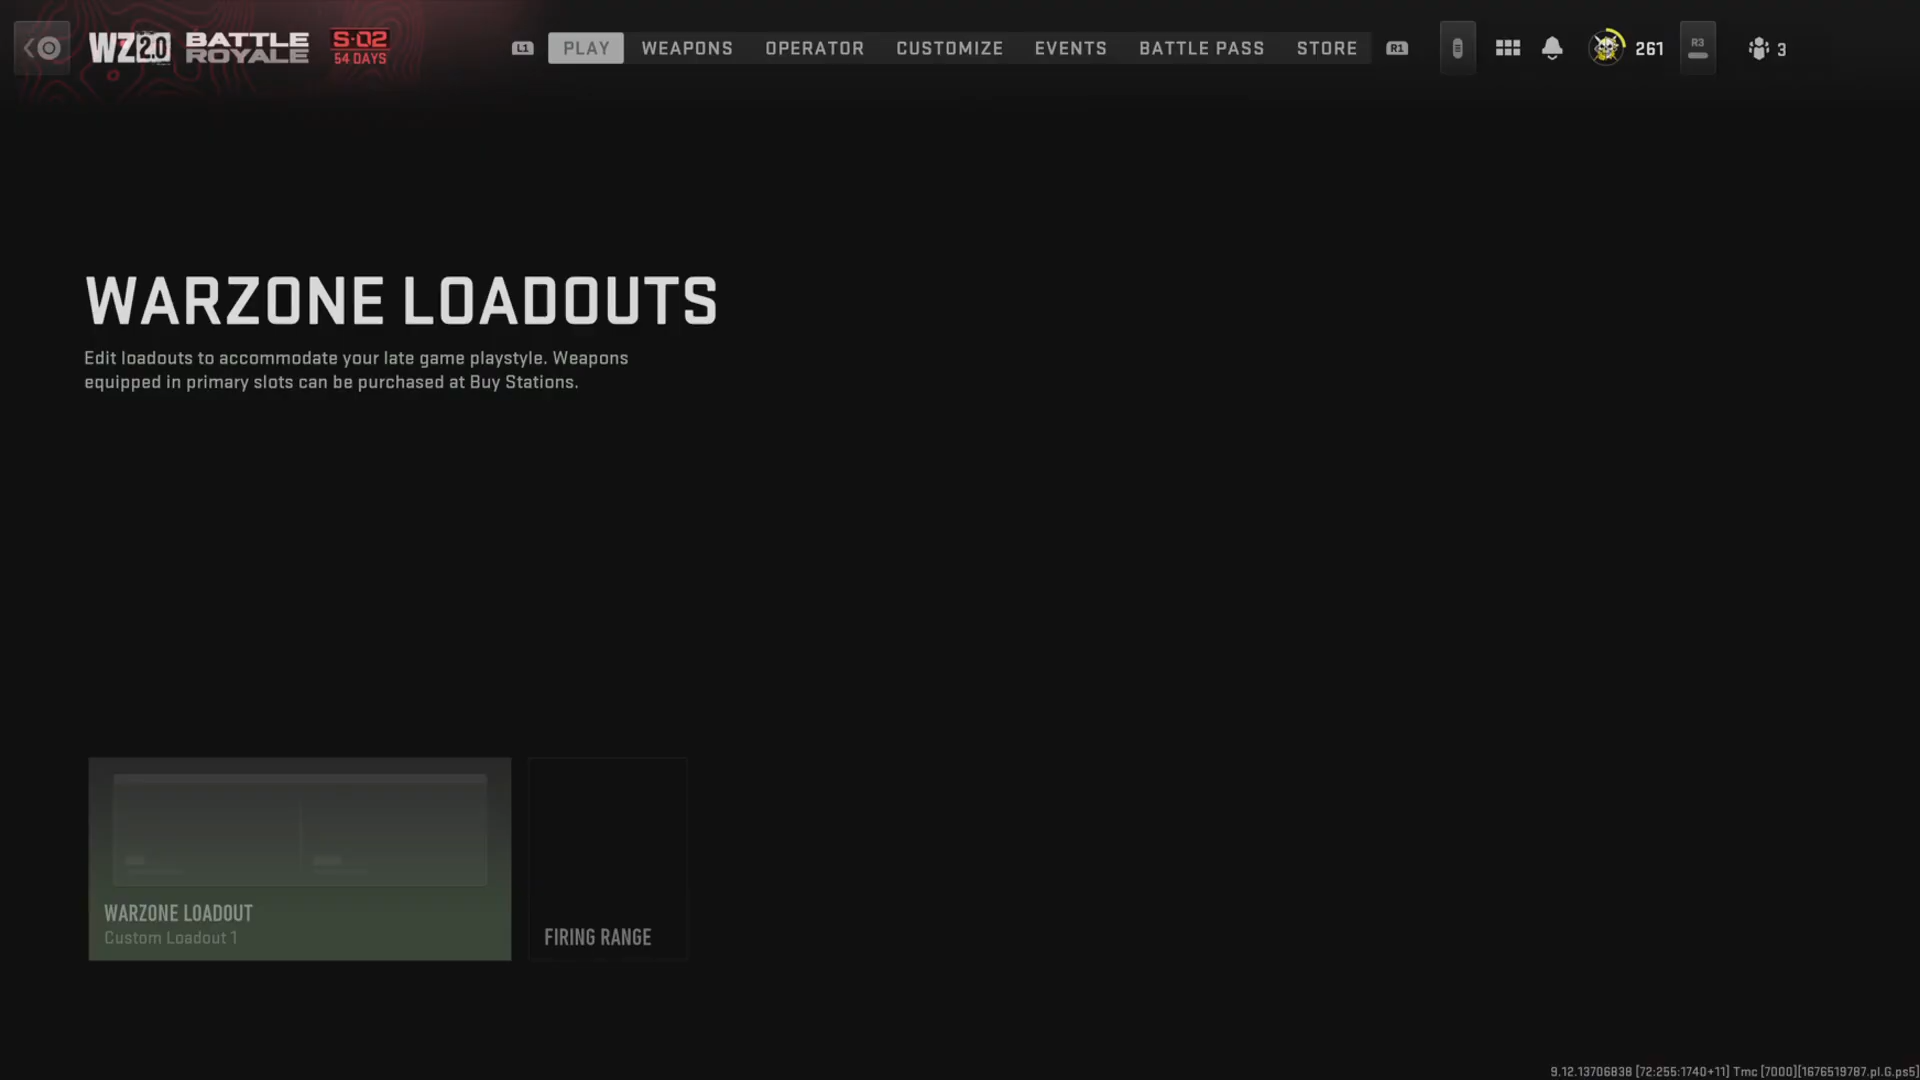 WZ2.0 BATTLE ROYALE S·02 54 DAYS
L1 PLAY WEAPONS OPERATOR CUSTOMIZE EVENTS BATTLE PASS STORE R1 261 R3 3
WARZONE LOADOUTS
Edit loadouts to accommodate your late game playstyle. Weapons
equipped in primary slots can be purchased at Buy Stations.
WARZONE LOADOUT
Custom Loadout 1
FIRING RANGE
9.12.13706838 [72:255:1740+11] Tmc [7000][1676519787.pl.G.ps5]